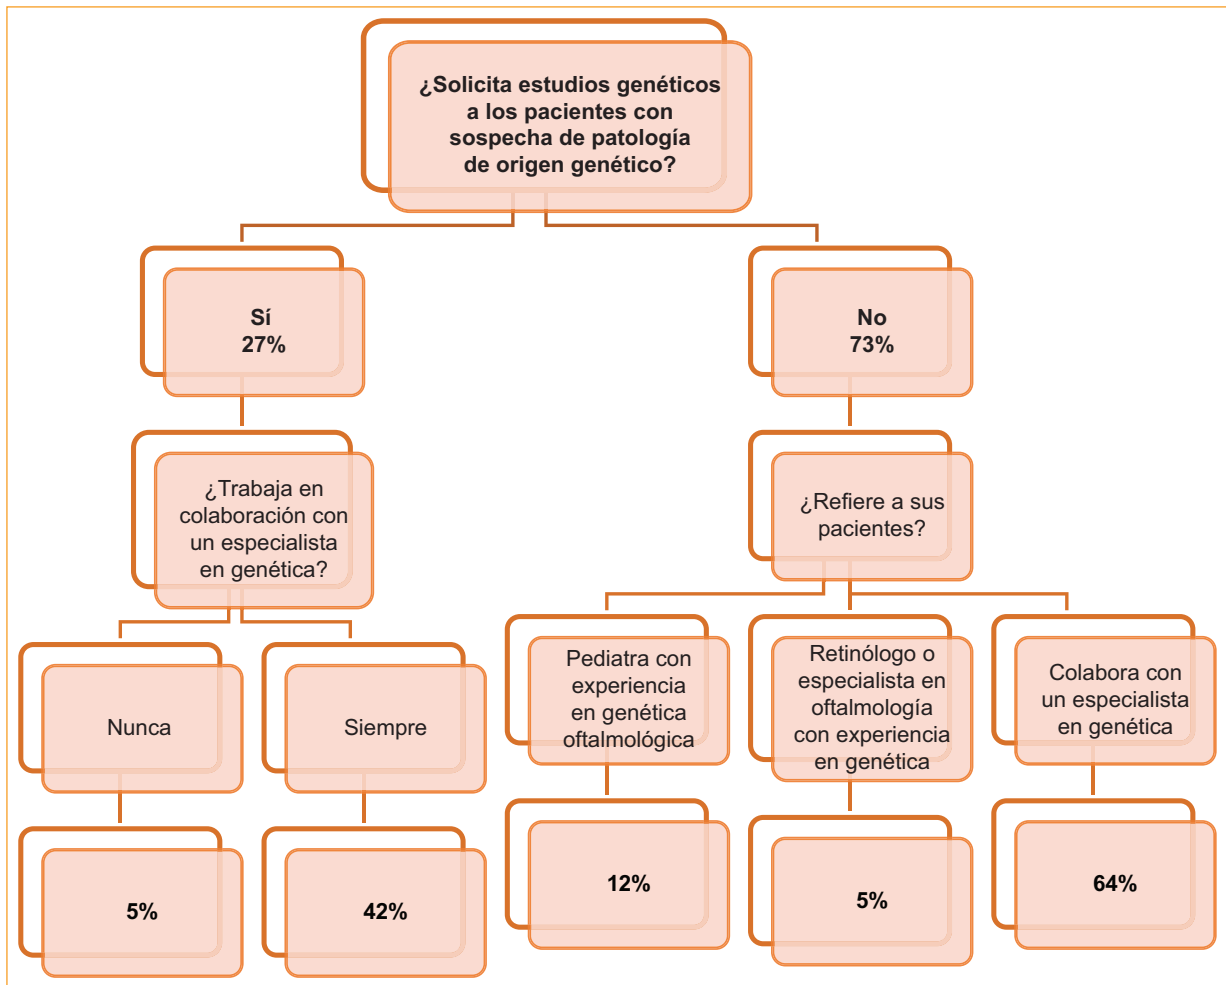 ¿Solicita estudios genéticos
a los pacientes con
sospecha de patología
de origen genético?
Sí
27%
No
73%
¿Trabaja en
colaboración con
un especialista
en genética?
¿Refiere a sus
pacientes?
Nunca
Siempre
Pediatra con
experiencia
en genética
oftalmológica
Retinólogo o
especialista en
oftalmología
con experiencia
en genética
Colabora con
un especialista
en genética
5%
42%
12%
5%
64%